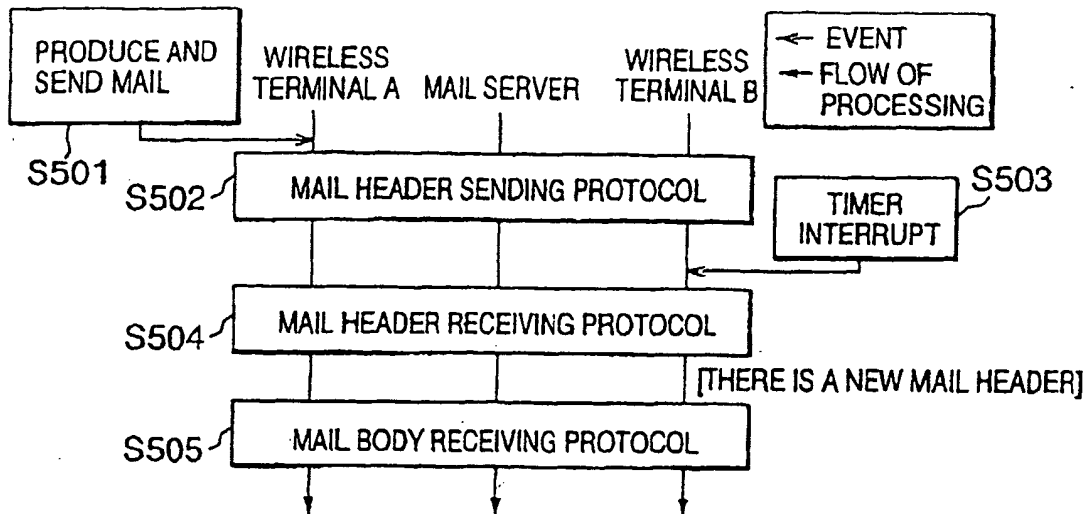 PRODUCE AND
SEND MAIL
S501
WIRELESS
TERMINAL A
MAIL SERVER
WIRELESS
TERMINAL B
EVENT
FLOW OF
PROCESSING
S502
MAIL HEADER SENDING PROTOCOL
S503
TIMER
INTERRUPT
S504
MAIL HEADER RECEIVING PROTOCOL
[THERE IS A NEW MAIL HEADER]
S505
MAIL BODY RECEIVING PROTOCOL